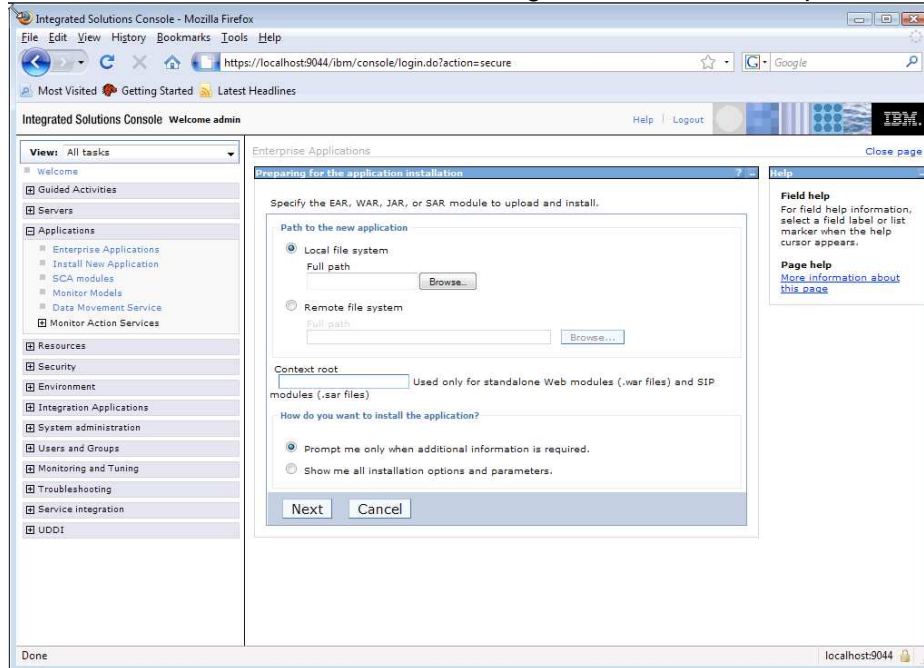 Integrated Solutions Console - Mozilla Firefox
File Edit View History Bookmarks Tools Help
https://localhost:9044/ibm/console/login.do?action=secure
Google
Most Visited Getting Started Latest Headlines
Integrated Solutions Console Welcome admin
Help | Logout
IBM.
View: All tasks
Welcome
Guided Activities
Servers
Applications
Enterprise Applications
Install New Application
SCA modules
Monitor Models
Data Movement Service
Monitor Action Services
Resources
Security
Environment
Integration Applications
System administration
Users and Groups
Monitoring and Tuning
Troubleshooting
Service integration
UDDI
Enterprise Applications
Close page
Preparing for the application installation
Specify the EAR, WAR, JAR, or SAR module to upload and install.
Path to the new application
Local file system
Full path
Browse...
Remote file system
Full path
Browse...
Context root
Used only for standalone Web modules (.war files) and SIP
modules (.sar files)
How do you want to install the application?
Prompt me only when additional information is required.
Show me all installation options and parameters.
Next Cancel
Help
Field help
For field help information,
select a field label or list
marker when the help
cursor appears.
Page help
More information about
this page
Done
localhost:9044